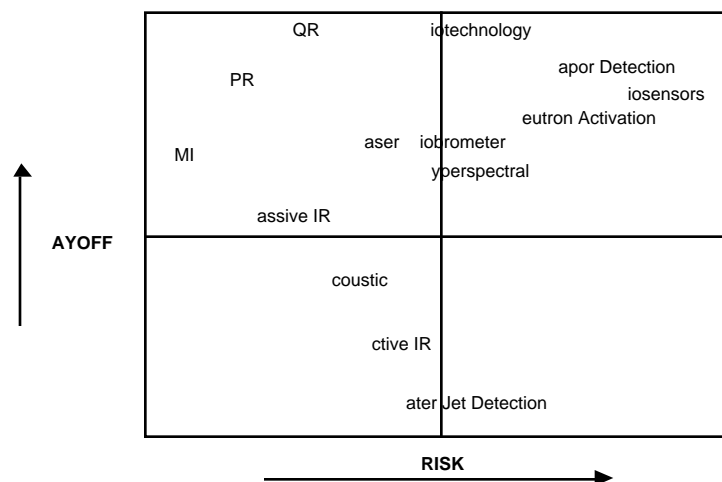 QR
iotechnology
apor Detection
PR
iosensors
eutron Activation
aser
iobrometer
MI
yperspectral
assive IR
AYOFF
coustic
ctive IR
ater Jet Detection
RISK